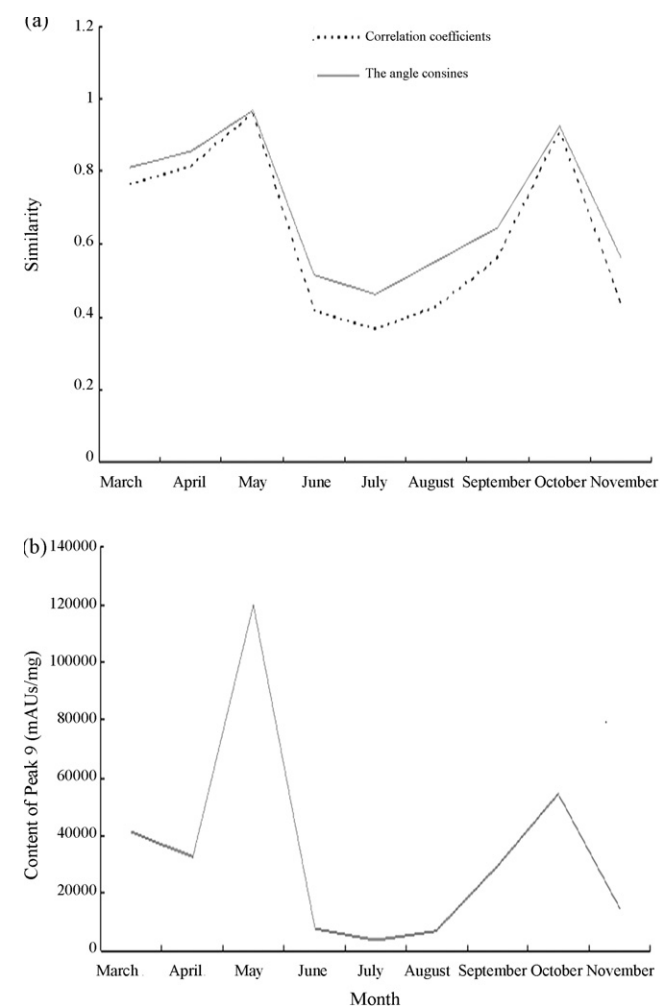 (a)
1.2
Correlation coefficients
The angle consines
1
0.8
0.6
0.4
0.2
0
Similarity
March April May June July August September October November
(b)
140000
120000
100000
80000
60000
40000
20000
0
Content of Peak 9 (mAUs/mg)
March April May June July August September October November
Month